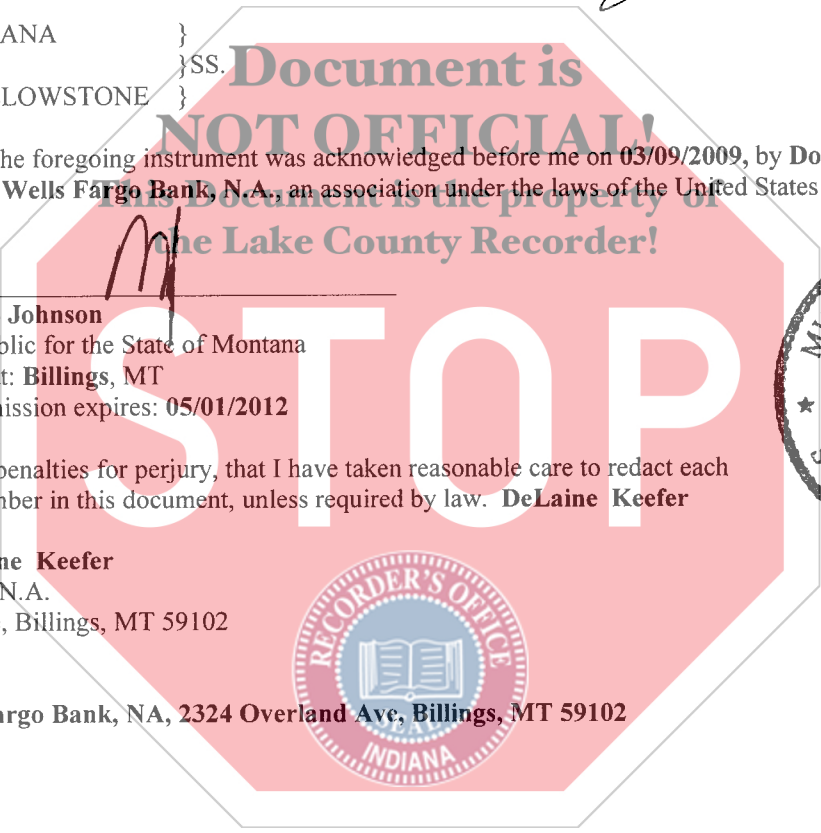 ANA }
}SS.
LOWSTONE }
Document is
NOT OFFICIAL!
he foregoing instrument was acknowledged before me on 03/09/2009, by Do
Wells Fargo Bank, N.A., an association under the laws of the United States
This Document is the property of
the Lake County Recorder!
Johnson
blic for the State of Montana
t: Billings, MT
mission expires: 05/01/2012
STOP
penalties for perjury, that I have taken reasonable care to redact each
mber in this document, unless required by law. DeLaine Keefer
ne Keefer
N.A.
, Billings, MT 59102
RECORDER'S OFFICE
SEAL
INDIANA
argo Bank, NA, 2324 Overland Ave, Billings, MT 59102